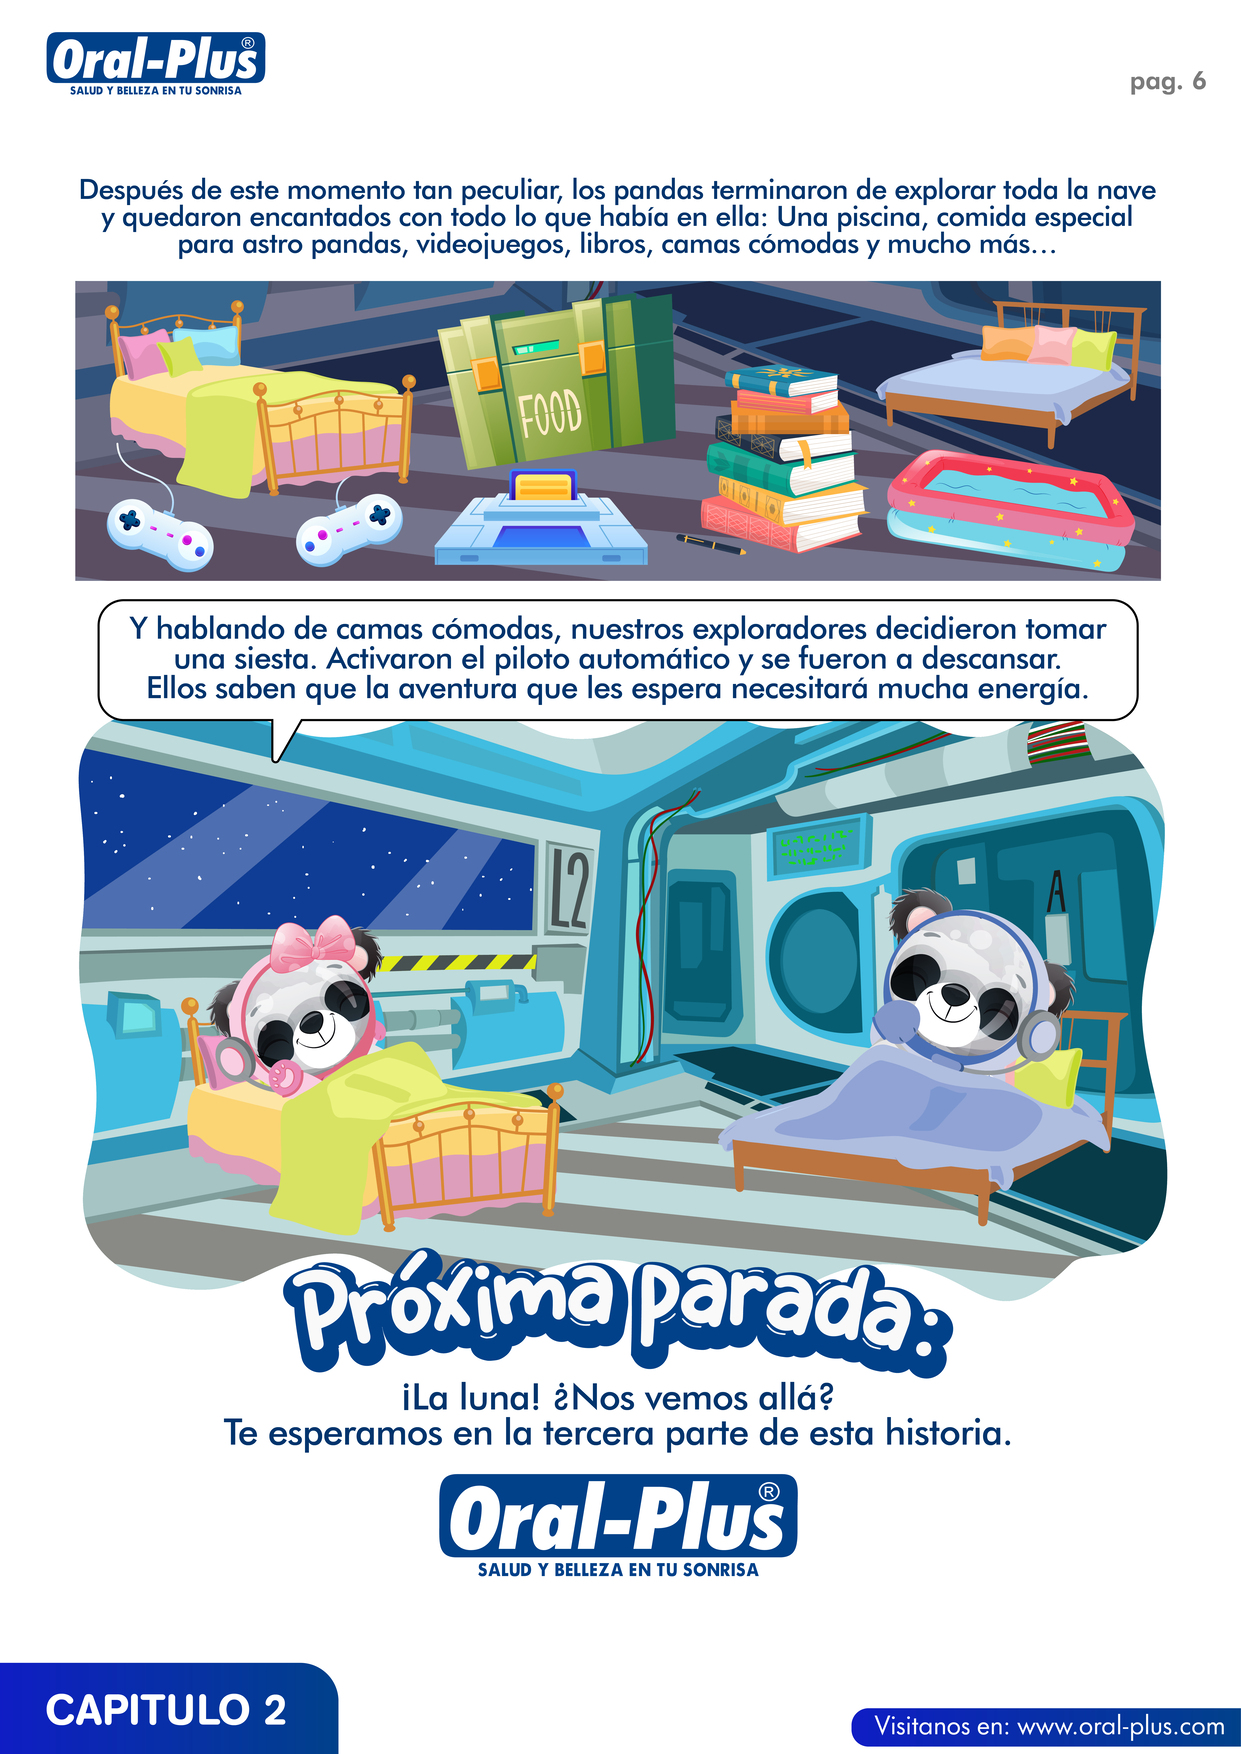 Oral-Plus®
SALUD Y BELLEZA EN TU SONRISA
pag. 6
Después de este momento tan peculiar, los pandas terminaron de explorar toda la nave
y quedaron encantados con todo lo que había en ella: Una piscina, comida especial
para astro pandas, videojuegos, libros, camas cómodas y mucho más...
FOOD
Y hablando de camas cómodas, nuestros exploradores decidieron tomar
una siesta. Activaron el piloto automático y se fueron a descansar.
Ellos saben que la aventura que les espera necesitará mucha energía.
L2
A
Próxima parada:
¡La luna! ¿Nos vemos allá?
Te esperamos en la tercera parte de esta historia.
Oral-Plus®
SALUD Y BELLEZA EN TU SONRISA
CAPITULO 2
Visitanos en: www.oral-plus.com